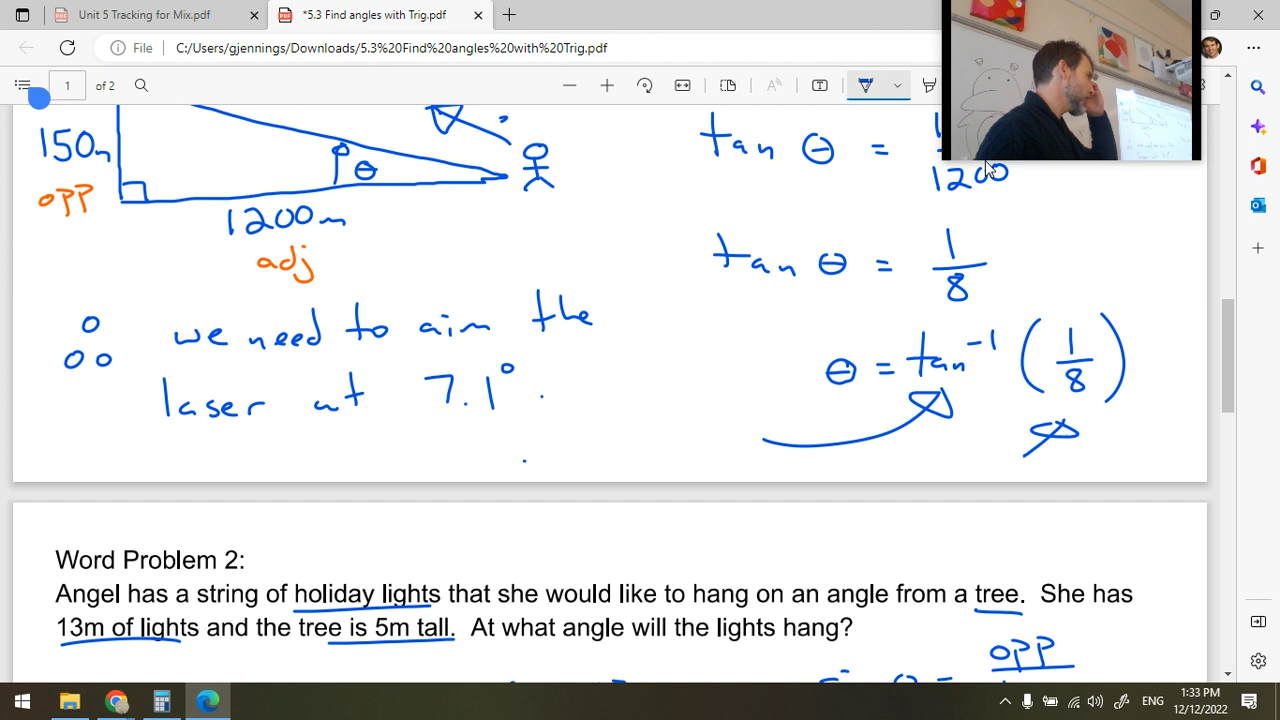 Unit 5 Tracking for Mix.pdf
*5.3 Find angles with Trig.pdf
File
C:/Users/gjennings/Downloads/5.3%20Find%20angles%20with%20Trig.pdf
1 of 2
150m
opp
θ
1200m
adj
tan θ =
1200
tan θ = 1/8
θ = tan⁻¹ (1/8)
we need to aim the
laser at 7.1°.
Word Problem 2:
Angel has a string of holiday lights that she would like to hang on an angle from a tree. She has
13m of lights and the tree is 5m tall. At what angle will the lights hang?
opp
ENG
1:33 PM
12/12/2022